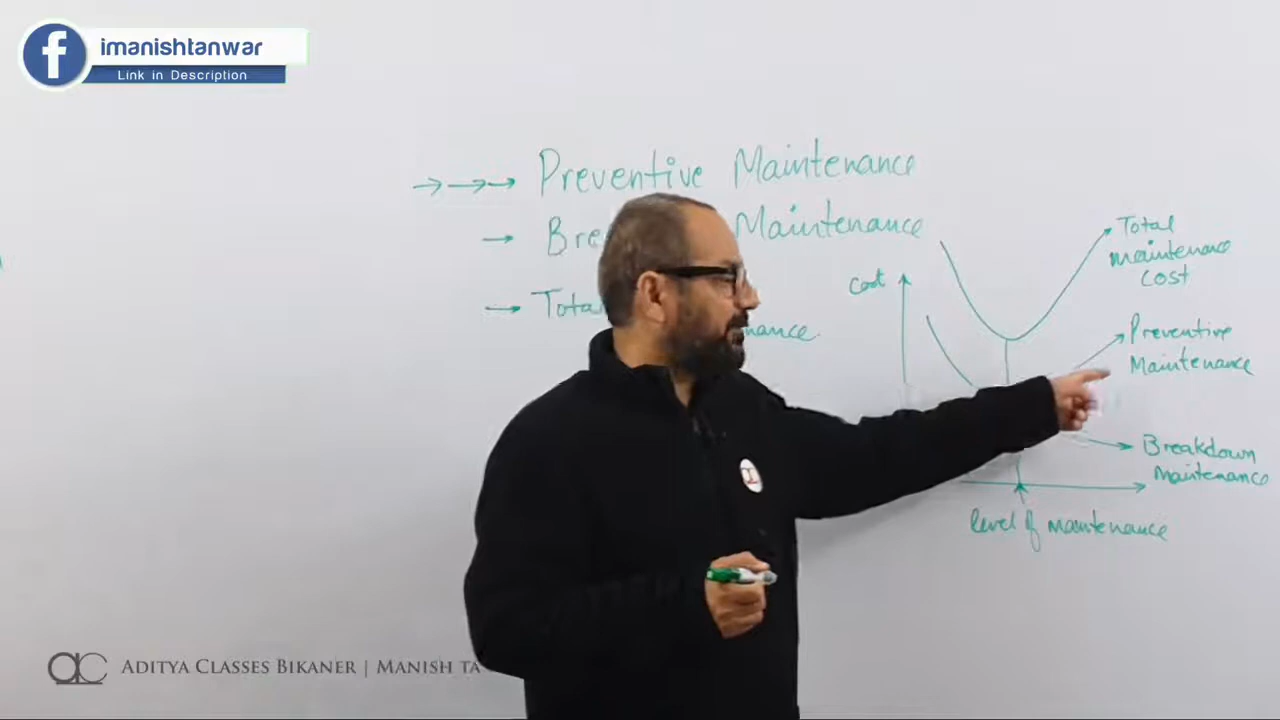 imanishtanwar
Link in Description
Preventive Maintenance
Maintenance
Total
nance.
Cost
Total
maintenance
cost
Preventive
Maintenance
Breakdown
maintenance
level of maintenance
ADITYA CLASSES BIKANER | MANISH TA